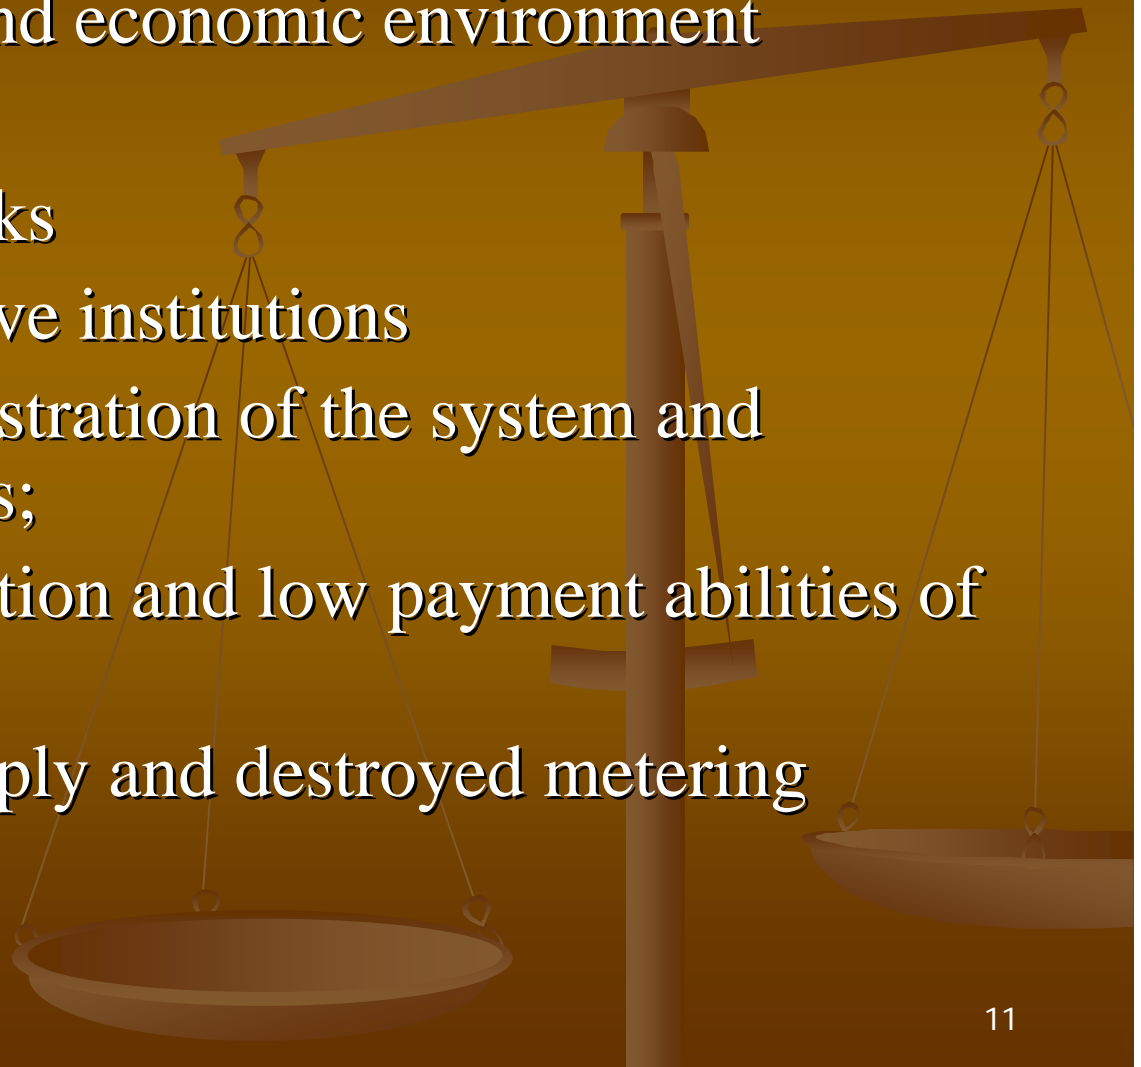 nd economic environment
ks
ve institutions
stration of the system and
s;
tion and low payment abilities of
ply and destroyed metering
11